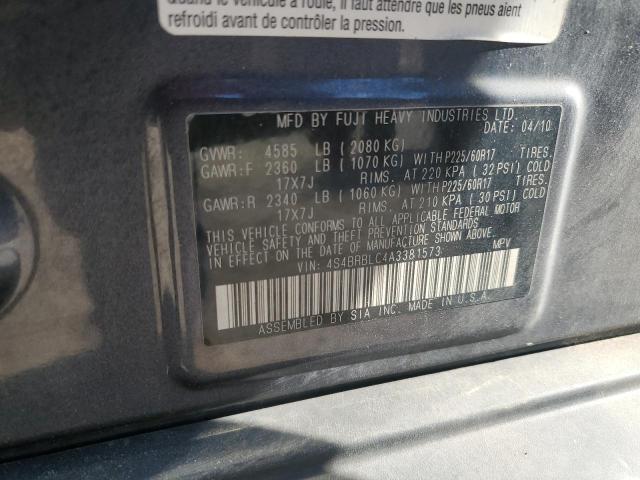 Quand le véhicule a roulé, il faut attendre que les pneus aient
refroidi avant de contrôler la pression.
MFD BY FUJI HEAVY INDUSTRIES LTD.
DATE: 04/10
GVWR: 4585 LB ( 2080 KG)
GAWR:F 2360 LB ( 1070 KG) WITH P225/60R17 TIRES.
17X7J RIMS. AT 220 KPA ( 32 PSI) COLD
GAWR:R 2340 LB ( 1060 KG) WITH P225/60R17 TIRES.
17X7J RIMS. AT 210 KPA ( 30 PSI) COLD
THIS VEHICLE CONFORMS TO ALL APPLICABLE FEDERAL MOTOR
VEHICLE SAFETY, BUMPER, AND THEFT PREVENTION STANDARDS
IN EFFECT ON THE DATE OF MANUFACTURE SHOWN ABOVE.
VIN: 4S4BRBLC4A3381573 MPV
ASSEMBLED BY SIA INC. MADE IN U.S.A.